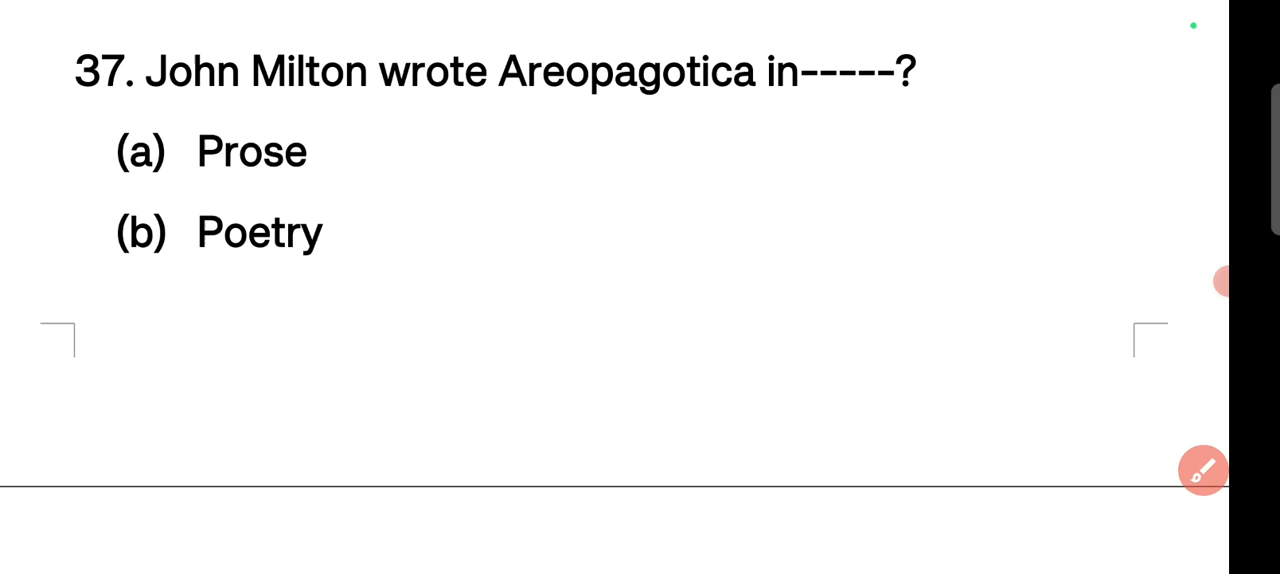 37. John Milton wrote Areopagotica in-----?
(a) Prose
(b) Poetry